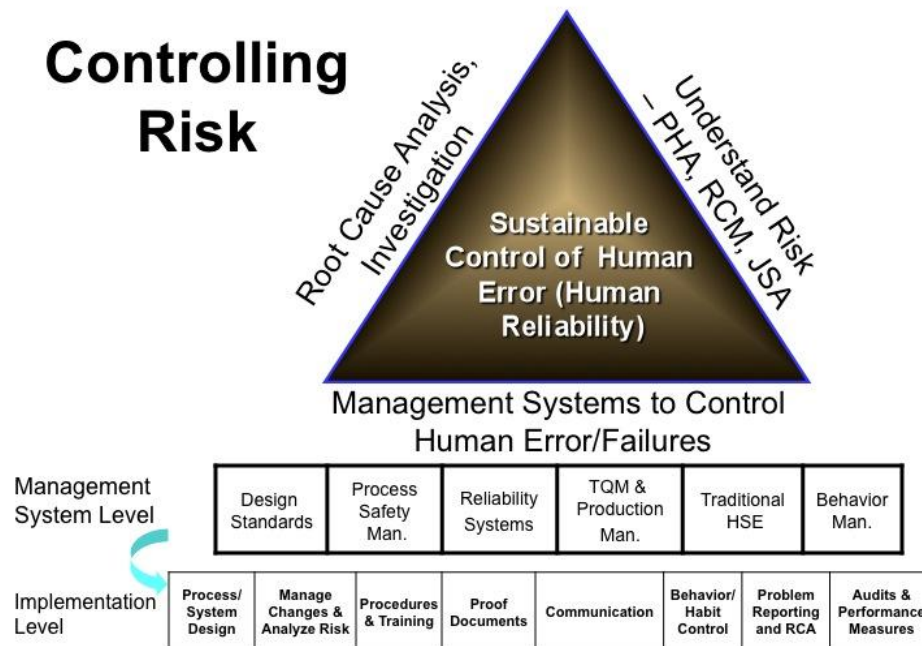 Controlling
Risk
Root Cause Analysis,
Investigation
Understand Risk
– PHA, RCM, JSA
Sustainable
Control of Human
Error (Human
Reliability)
Management Systems to Control
Human Error/Failures
Management
System Level
Design
Standards
Process
Safety
Man.
Reliability
Systems
TQM &
Production
Man.
Traditional
HSE
Behavior
Man.
Implementation
Level
Process/
System
Design
Manage
Changes &
Analyze Risk
Procedures
& Training
Proof
Documents
Communication
Behavior/
Habit
Control
Problem
Reporting
and RCA
Audits &
Performance
Measures